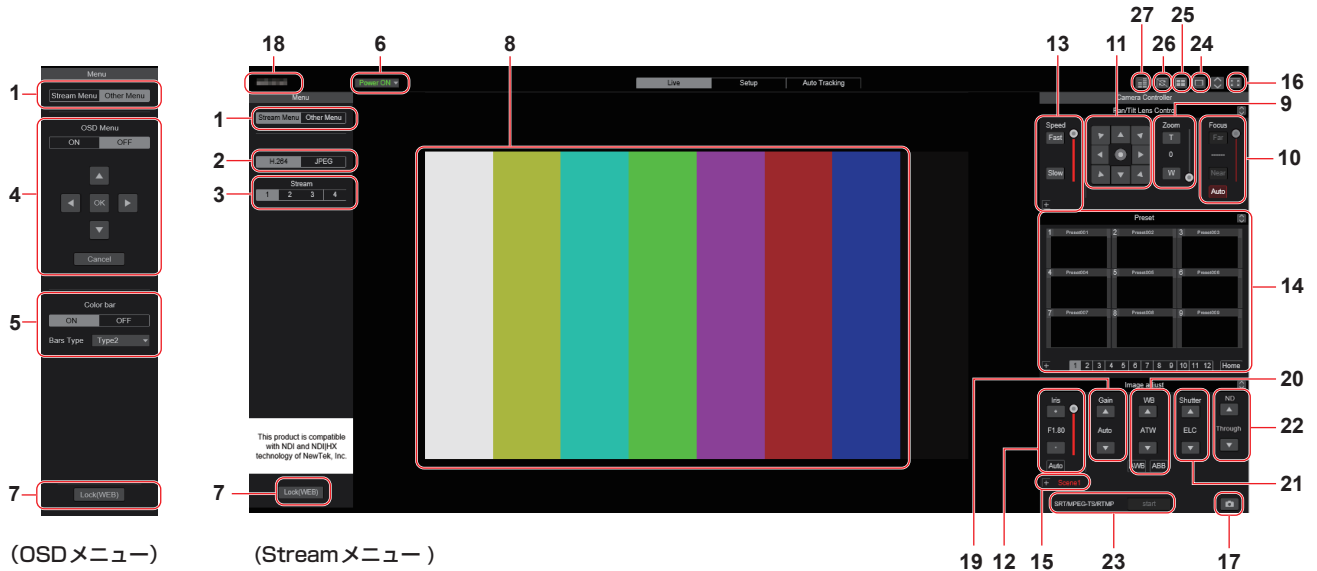 27 25
18 6 8 13 11 26 24
16
9
10
14
20
22
21
19 12 15 23 17
1
4
5
7
1
2
3
7
Menu
Stream Menu Other Menu
OSD Menu
ON OFF
OK
Cancel
Color bar
ON OFF
Bars Type Type2
Lock(WEB)
(OSDメニュー)
Power ON
Live Setup Auto Tracking
Menu
Stream Menu Other Menu
H.264 JPEG
Stream
1 2 3 4
This product is compatible
with NDI and NDI|HX
technology of NewTek, Inc.
Lock(WEB)
(Streamメニュー )
Camera Controller
Pan/Tilt Lens Control
Speed Zoom Focus
Fast T Far
0
Slow W Near
Auto
+
Preset
1 Preset001 2 Preset002 3 Preset003
4 Preset004 5 Preset005 6 Preset006
7 Preset007 8 Preset008 9 Preset009
+ 1 2 3 4 5 6 7 8 9 10 11 12 Home
Image adjust
Iris Gain WB Shutter ND
+
F1.80 Auto ATW ELC Through
-
Auto AWB ABB
+ Scene1
SRT/MPEG-TS/RTMP start